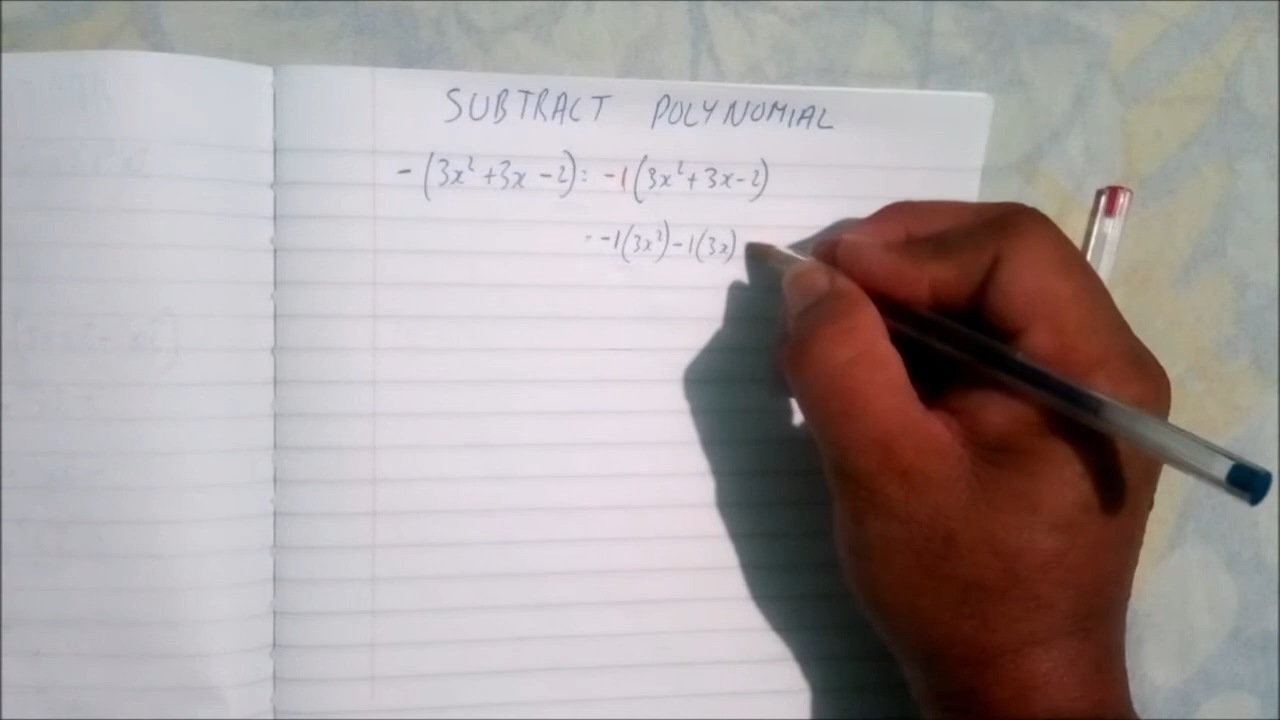 SUBTRACT POLYNOMIAL
-(3x²+3x-2)= -1(3x²+3x-2)
= -1(3x²)-1(3x)